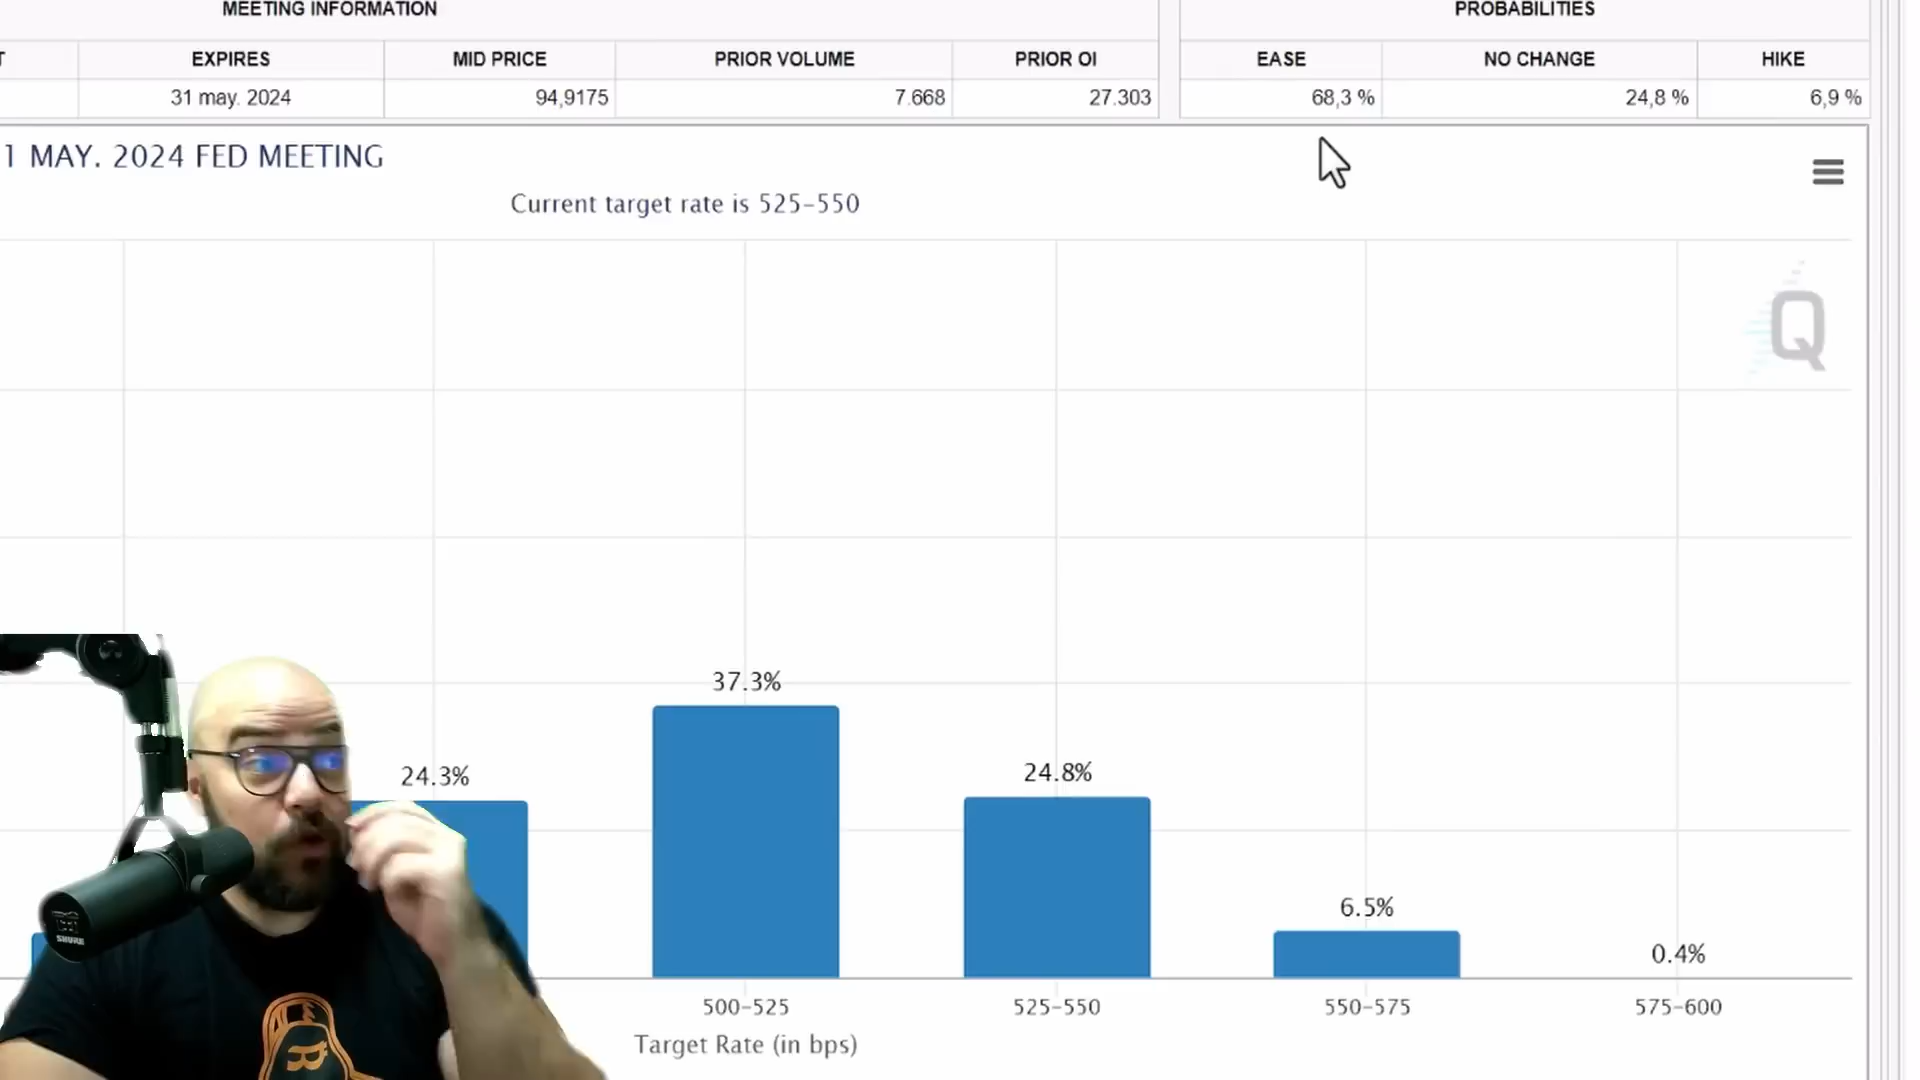 MEETING INFORMATION
PROBABILITIES
EXPIRES MID PRICE PRIOR VOLUME PRIOR OI EASE NO CHANGE HIKE
31 may. 2024 94,9175 7.668 27.303 68,3 % 24,8 % 6,9 %
1 MAY. 2024 FED MEETING
Current target rate is 525-550
Q
37.3%
24.3%
24.8%
6.5%
0.4%
SHURE
B
500-525 525-550 550-575 575-600
Target Rate (in bps)